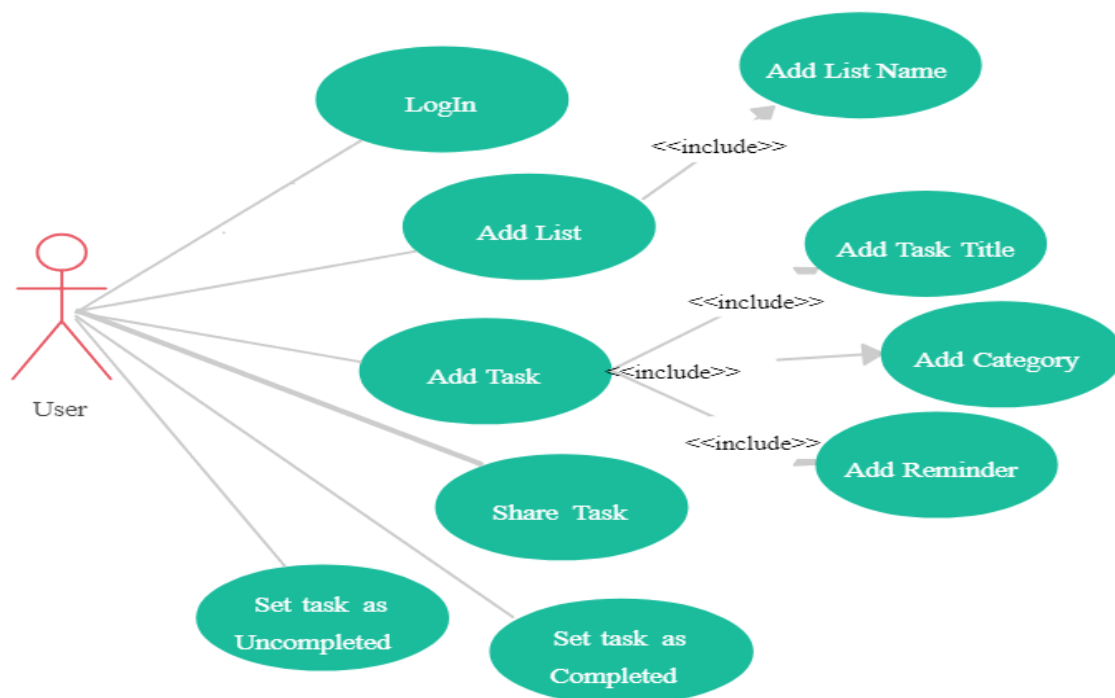 Add List Name
LogIn
<<include>>
Add List
Add Task Title
<<include>>
Add Category
Add Task
<<include>>
User
<<include>>
Add Reminder
Share Task
Set task as
Uncompleted
Set task as
Completed